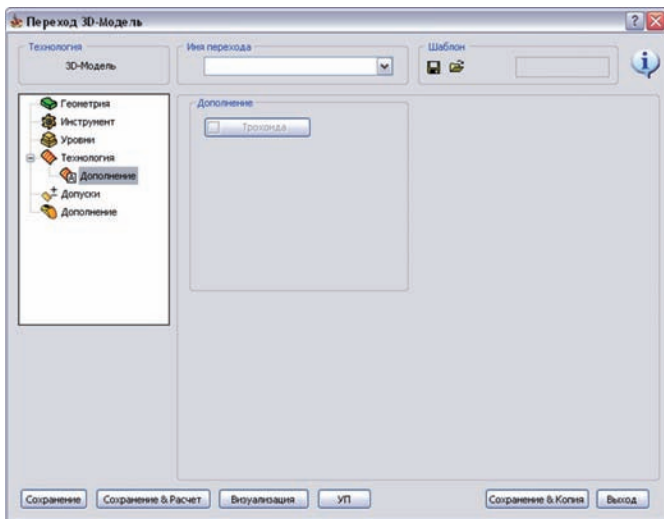 Переход 3D-Модель
Технология
3D-Модель
Имя перехода
Шаблон
Геометрия
Инструмент
Уровни
Технология
Дополнение
Допуски
Дополнение
Дополнение
Трохоида
Сохранение
Сохранение & Расчет
Визуализация
УП
Сохранение & Копия
Выход